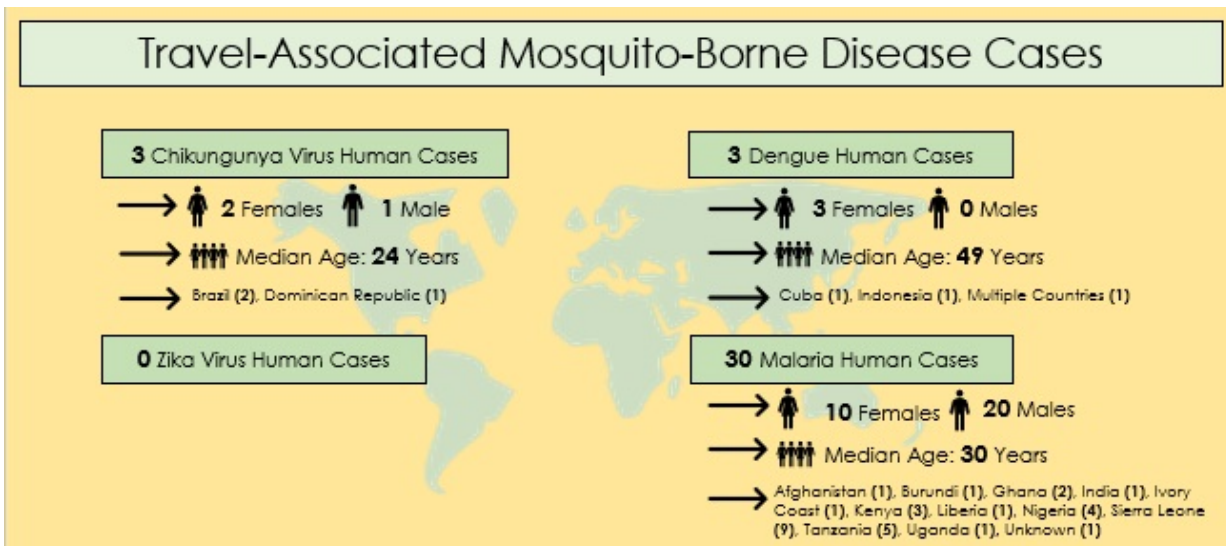 Travel-Associated Mosquito-Borne Disease Cases
3 Chikungunya Virus Human Cases
2 Females 1 Male
Median Age: 24 Years
Brazil (2), Dominican Republic (1)
0 Zika Virus Human Cases
3 Dengue Human Cases
3 Females 0 Males
Median Age: 49 Years
Cuba (1), Indonesia (1), Multiple Countries (1)
30 Malaria Human Cases
10 Females 20 Males
Median Age: 30 Years
Afghanistan (1), Burundi (1), Ghana (2), India (1), Ivory
Coast (1), Kenya (3), Liberia (1), Nigeria (4), Sierra Leone
(9), Tanzania (5), Uganda (1), Unknown (1)